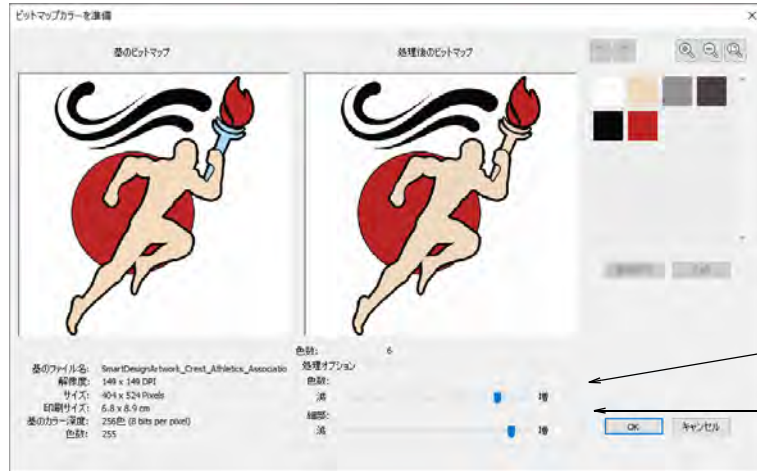 ビットマップカラーを準備
基のビットマップ
処理後のビットマップ
色数: 6
処理オプション
色数:
減 増
細部:
減 増
基のファイル名: SmartDesignArtwork_Crest_Athletics_Associatio
解像度: 149 x 149 DPI
サイズ: 404 x 524 Pixels
印刷サイズ: 6.8 x 8.9 cm
基のカラー深度: 256色 (8 bits per pixel)
色数: 255
OK キャンセル